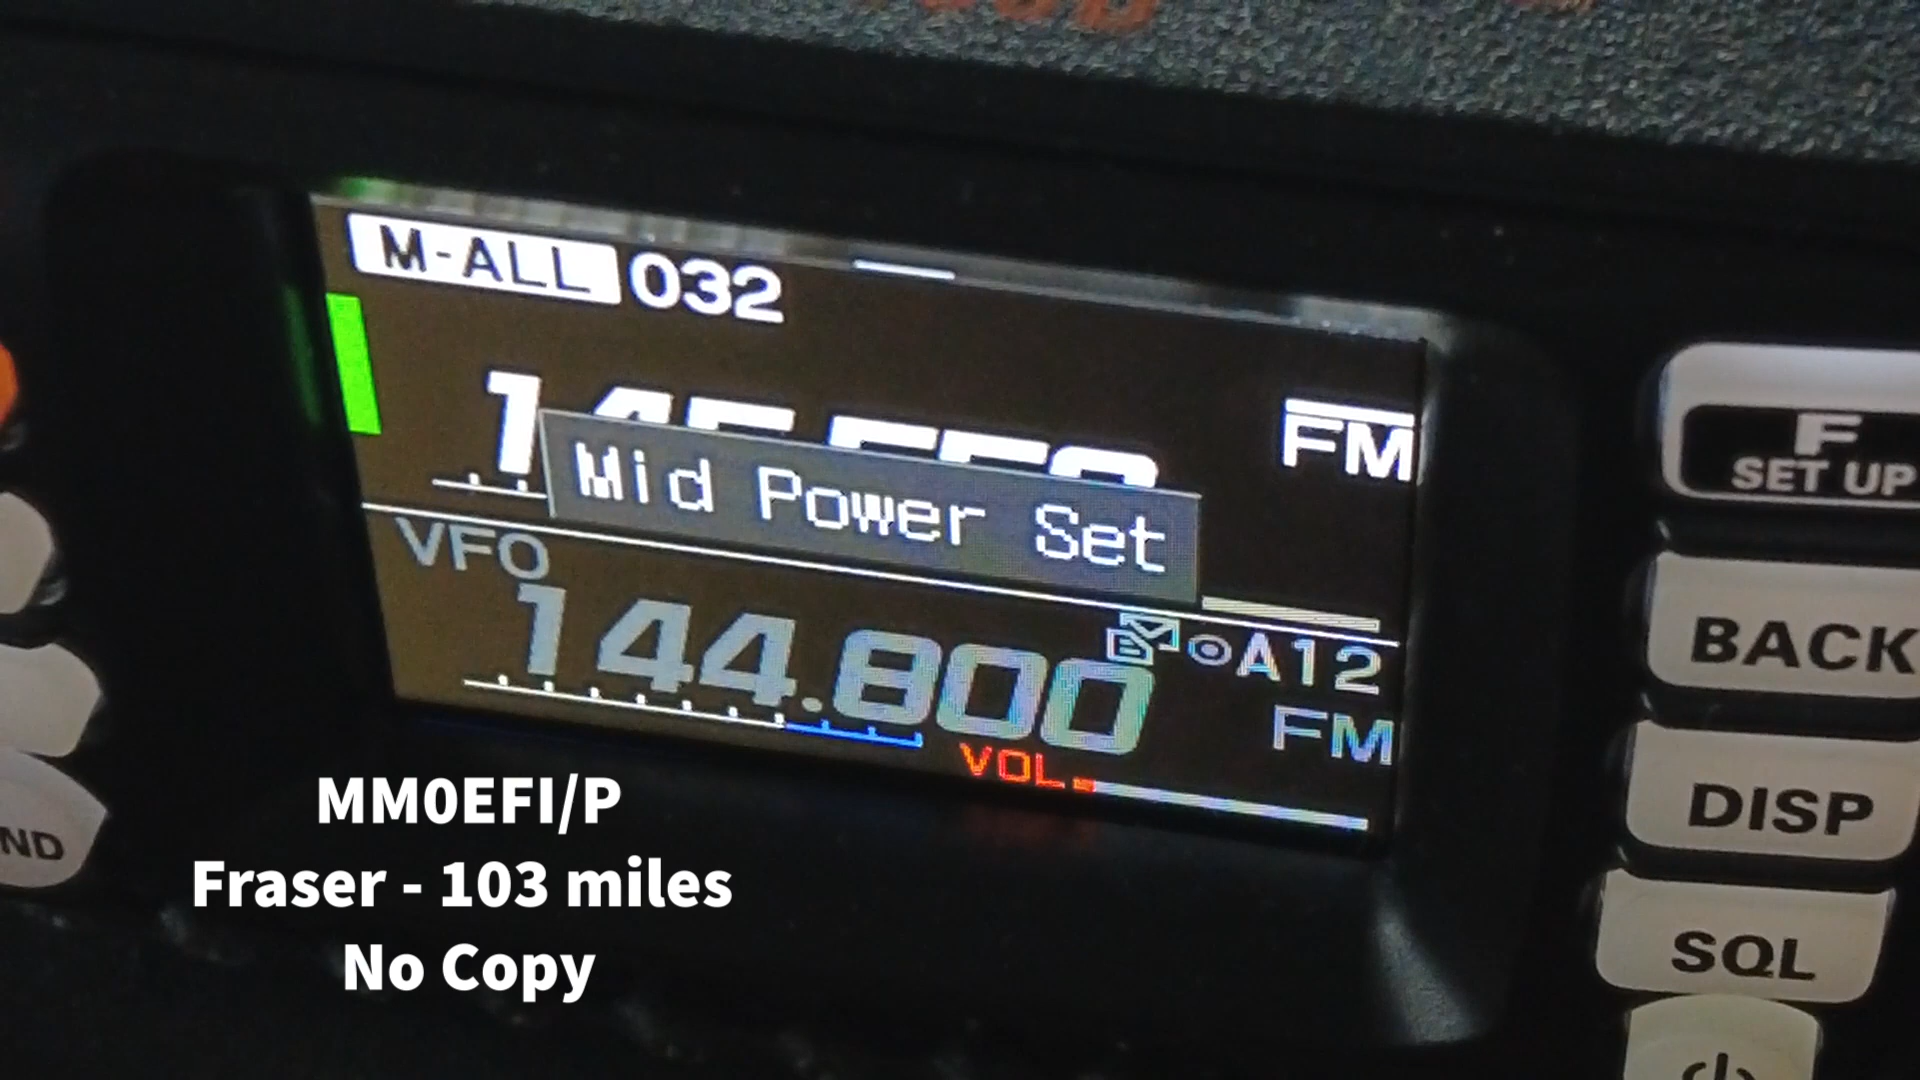 M-ALL 032
FM
Mid Power Set
VFO
A12
144.800
FM
VOL
F
SET UP
BACK
DISP
SQL
ND
MM0EFI/P
Fraser - 103 miles
No Copy